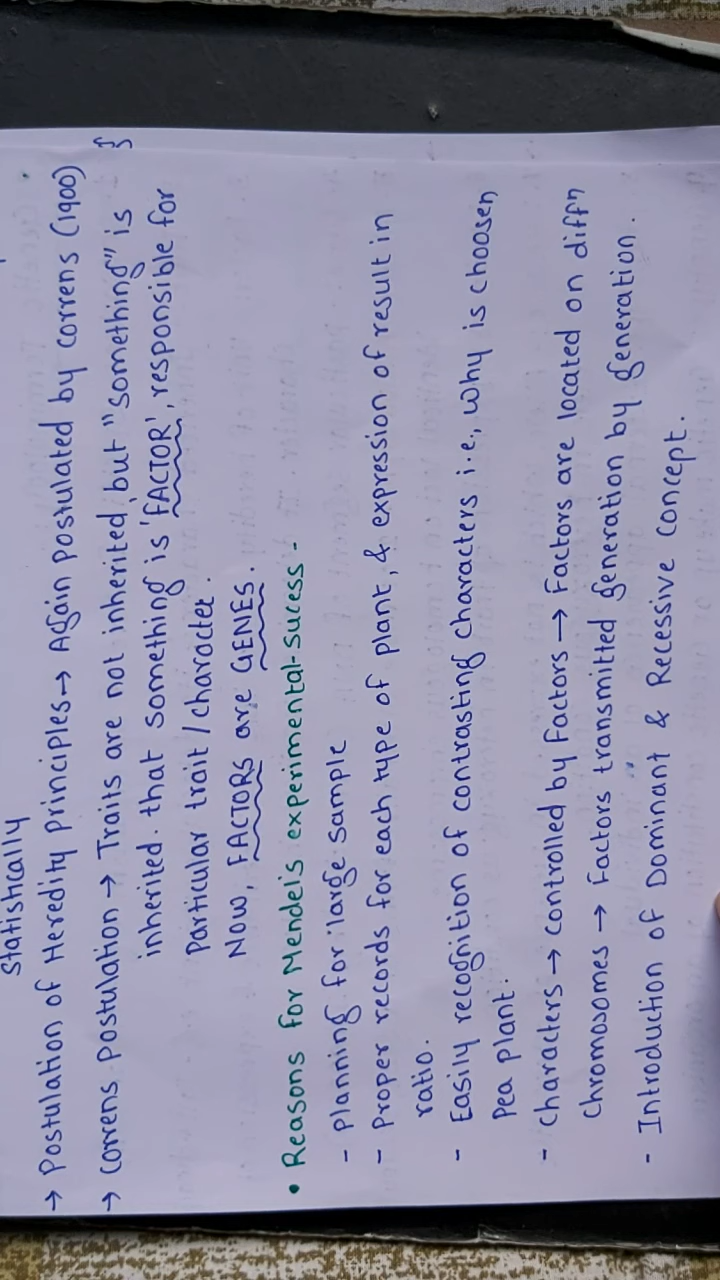 Statistically
→ Postulation of Heredity principles → Again postulated by correns (1900)
→ Correns Postulation → Traits are not inherited, but "something" is
inherited. that something is 'FACTOR', responsible for
Particular trait/character.
NOW, FACTORS are GENES.
• Reasons for Mendel's experimental-sucess -
- Planning for large sample
- Proper records for each type of plant, & expression of result in
ratio.
- Easily recognition of contrasting characters i.e., why is choosen
pea plant.
- Characters → controlled by Factors → Factors are located on diffn
chromosomes → Factors transmitted generation by generation.
- Introduction of Dominant & Recessive concept.